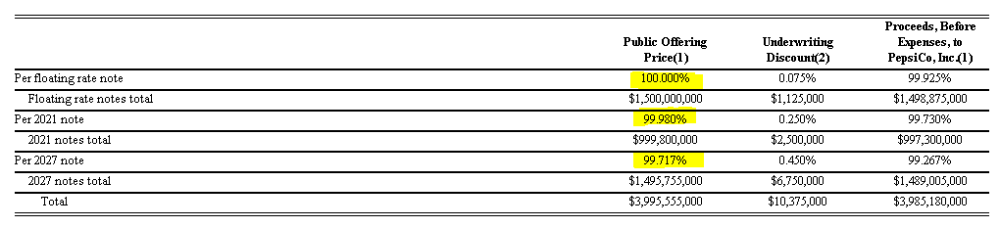 Public Offering Price(1) Underwriting Discount(2) Proceeds, Before Expenses, to PepsiCo, Inc.(1)
Per floating rate note 100.000% 0.075% 99.925%
Floating rate notes total $1,500,000,000 $1,125,000 $1,498,875,000
Per 2021 note 99.980% 0.250% 99.730%
2021 notes total $999,800,000 $2,500,000 $997,300,000
Per 2027 note 99.717% 0.450% 99.267%
2027 notes total $1,495,755,000 $6,750,000 $1,489,005,000
Total $3,995,555,000 $10,375,000 $3,985,180,000